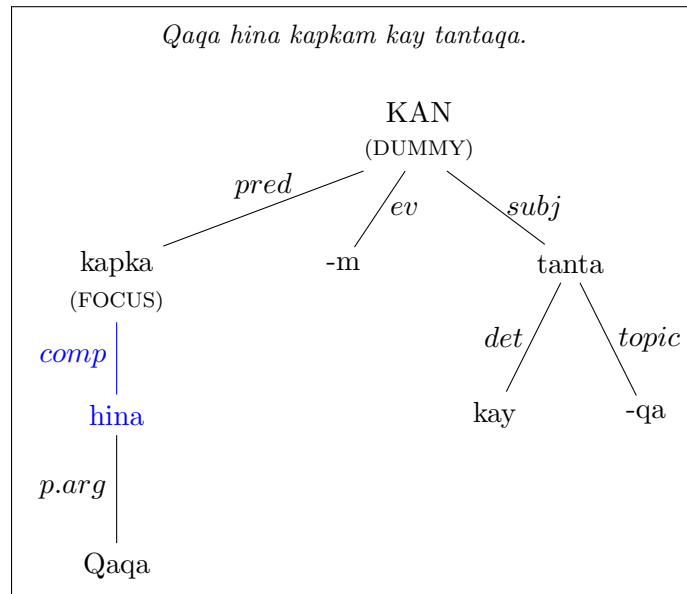 Qaqa hina kapkam kay tantaqa.
KAN
(DUMMY)
pred ev subj
kapka -m tanta
(FOCUS)
comp det topic
hina kay -qa
p.arg
Qaqa